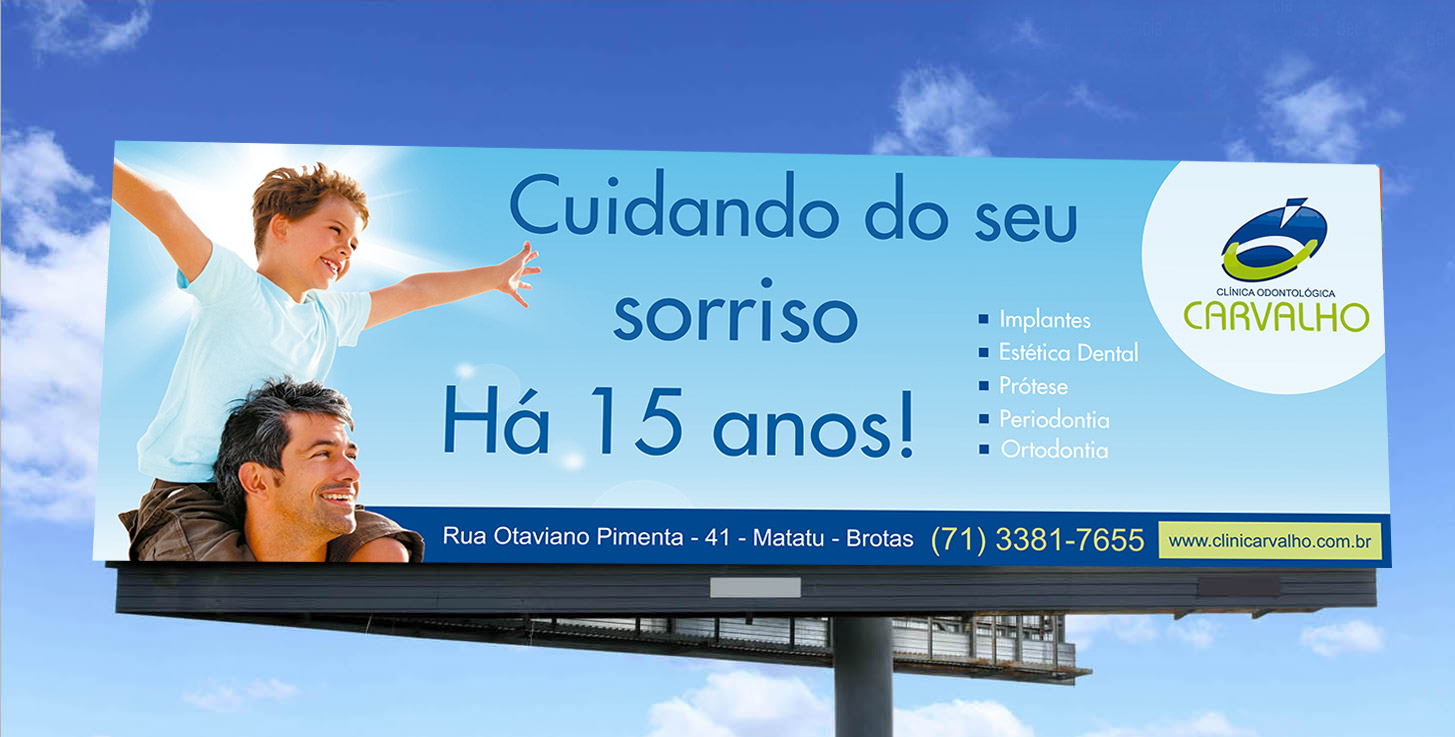 Cuidando do seu
sorriso
Há 15 anos!
Implantes
Estética Dental
Prótese
Periodontia
Ortodontia
CLÍNICA ODONTOLÓGICA
CARVALHO
Rua Otaviano Pimenta - 41 - Matatu - Brotas (71) 3381-7655 www.clinicarvalho.com.br